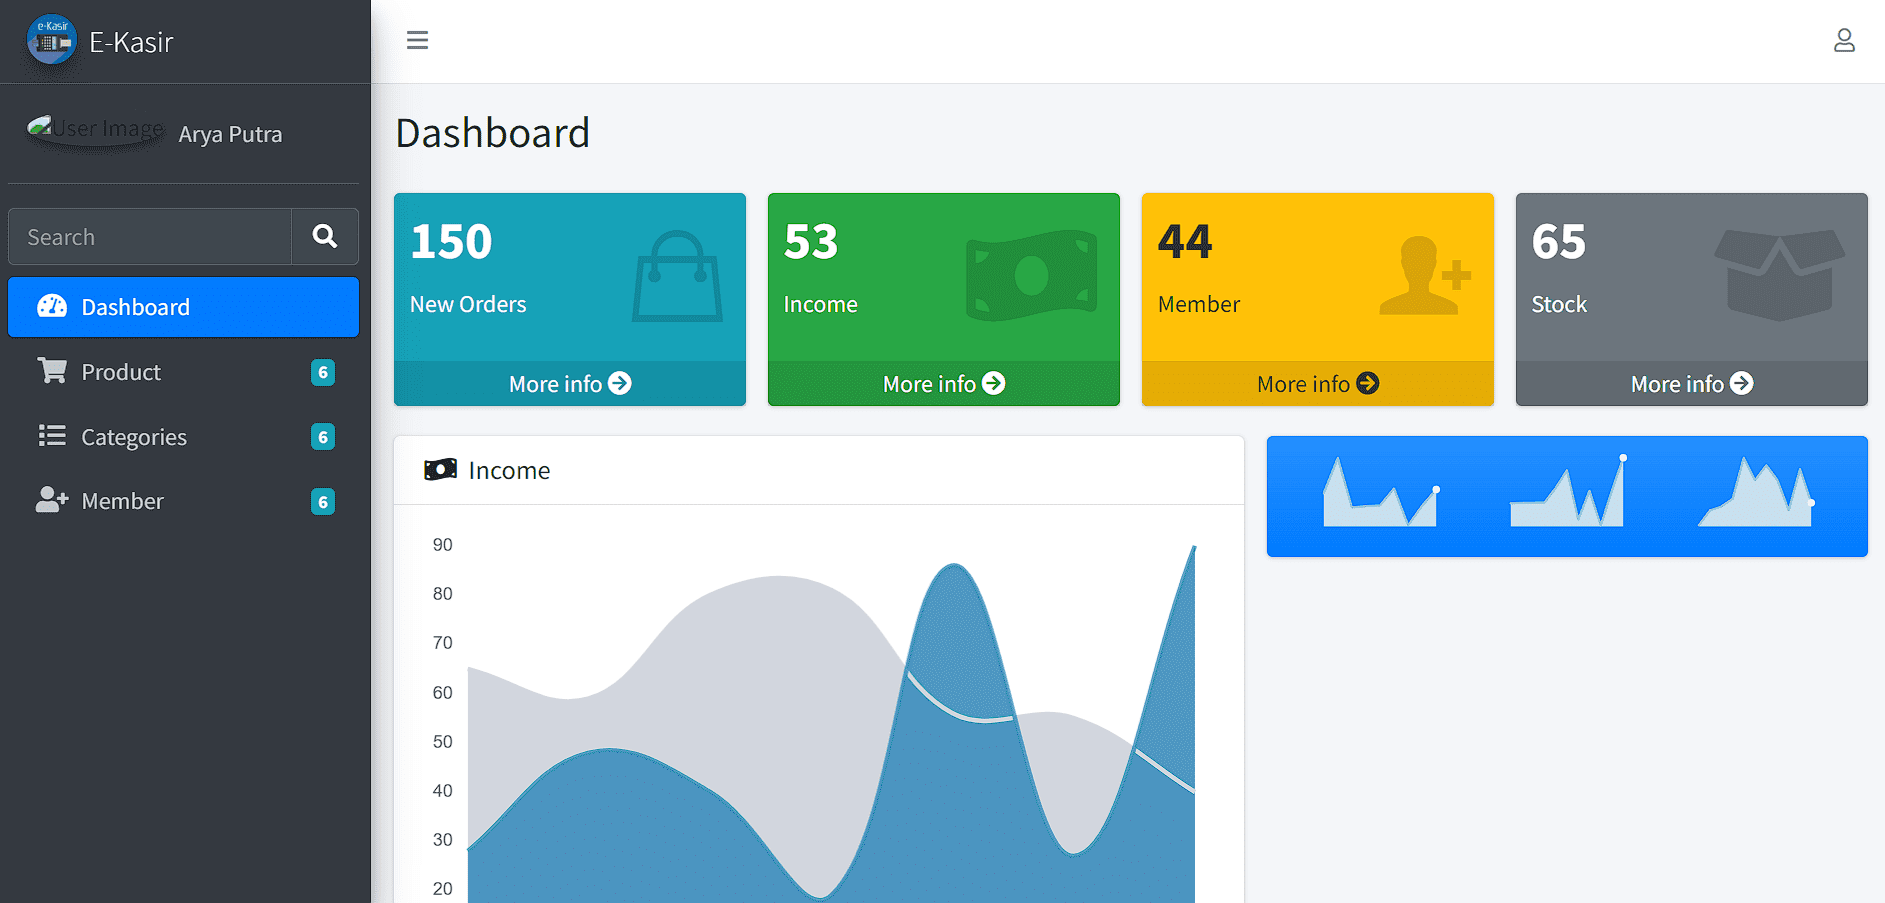 e-Kasir
E-Kasir
User Image
Arya Putra
Search
Dashboard
Product 6
Categories 6
Member 6
Dashboard
150
New Orders
More info
53
Income
More info
44
Member
More info
65
Stock
More info
Income
90
80
70
60
50
40
30
20